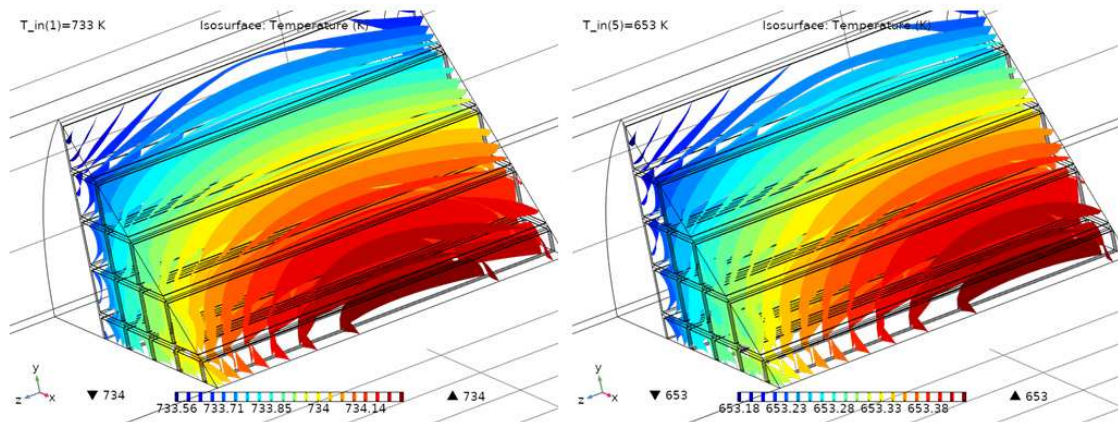 T_in(1)=733 K Isosurface: Temperature (K)
y
z x
▼ 734 ▲ 734
733.56 733.71 733.85 734 734.14
T_in(5)=653 K Isosurface: Temperature (K)
y
z x
▼ 653 ▲ 653
653.18 653.23 653.28 653.33 653.38